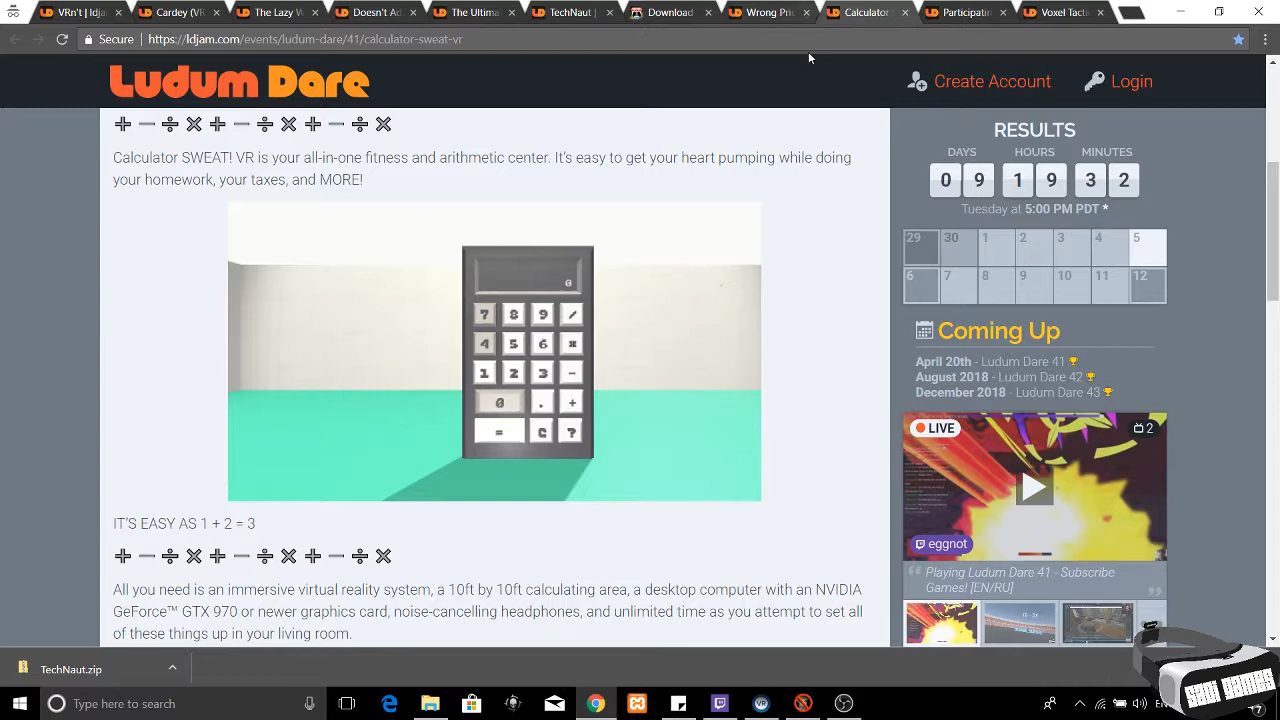 VRn't | Jam
Cardey (VR
The Lazy W
Doesn't Ad
The Ultima
TechNaut |
Download
Wrong Pric
Calculator S
Participatin
Voxel Tactic
Secure
https://ldjam.com/events/ludum-dare/41/calculator-sweat-vr
Ludum Dare
Create Account
Login
Calculator SWEAT! VR is your all-in-one fitness and arithmetic center. It's easy to get your heart pumping while doing
your homework, your taxes, and MORE!
0
7 8 9 /
4 5 6 *
1 2 3 -
0 . +
= C ?
IT'S EASY AS 1 + 2 = 3
All you need is an
virtual reality system, a 10ft by 10ft calculating area, a desktop computer with an NVIDIA
GeForce™ GTX 970 or newer graphics card, noise-cancelling headphones, and unlimited time as you attempt to set all
of these things up in your living room.
RESULTS
DAYS HOURS MINUTES
0 9 1 9 3 2
Tuesday at 5:00 PM PDT *
29 30 1 2 3 4 5
6 7 8 9 10 11 12
Coming Up
April 20th - Ludum Dare 41
August 2018 - Ludum Dare 42
December 2018 - Ludum Dare 43
LIVE
2
eggnot
Playing Ludum Dare 41 - Subscribe
Games! [EN/RU]
TechNaut.zip
Type here to search